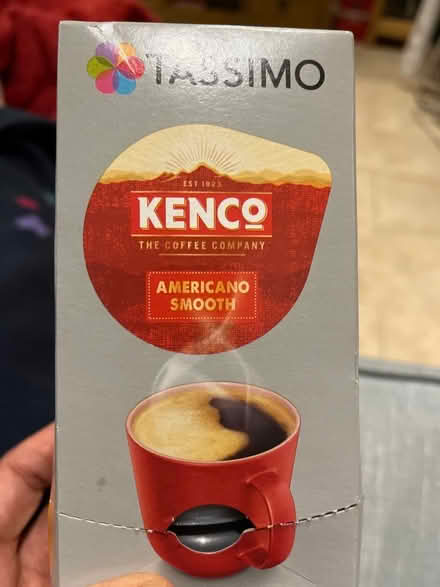 TASSIMO
EST 1923
KENCO
THE COFFEE COMPANY
AMERICANO
SMOOTH